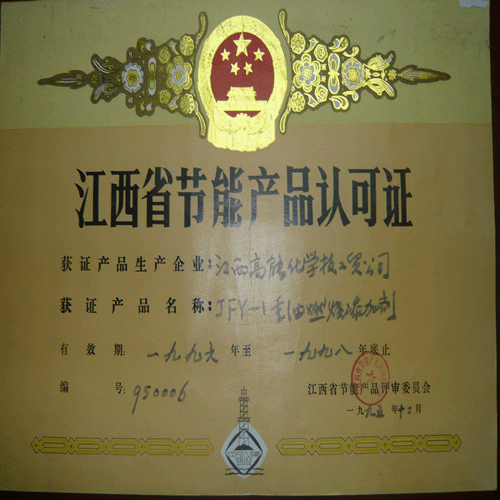 江西省节能产品认可证
获证产品生产企业:江西高能化学技工贸公司
获证产品名称:JFY-1重油燃烧添加剂
有效期:一九九六年至一九九八年底止
编号:950006
江西省节能产品评审委员会
一九九五年十二月